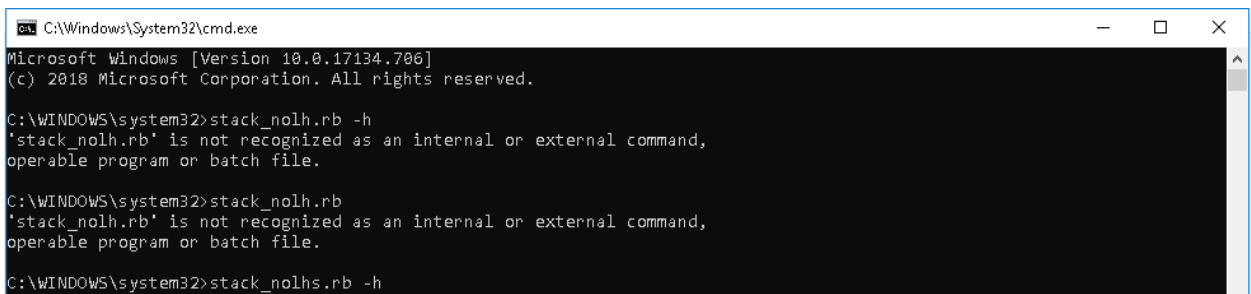 C:\Windows\System32\cmd.exe
Microsoft Windows [Version 10.0.17134.706]
(c) 2018 Microsoft Corporation. All rights reserved.
C:\WINDOWS\system32>stack_nolh.rb -h
'stack_nolh.rb' is not recognized as an internal or external command,
operable program or batch file.
C:\WINDOWS\system32>stack_nolh.rb
'stack_nolh.rb' is not recognized as an internal or external command,
operable program or batch file.
C:\WINDOWS\system32>stack_nolhs.rb -h